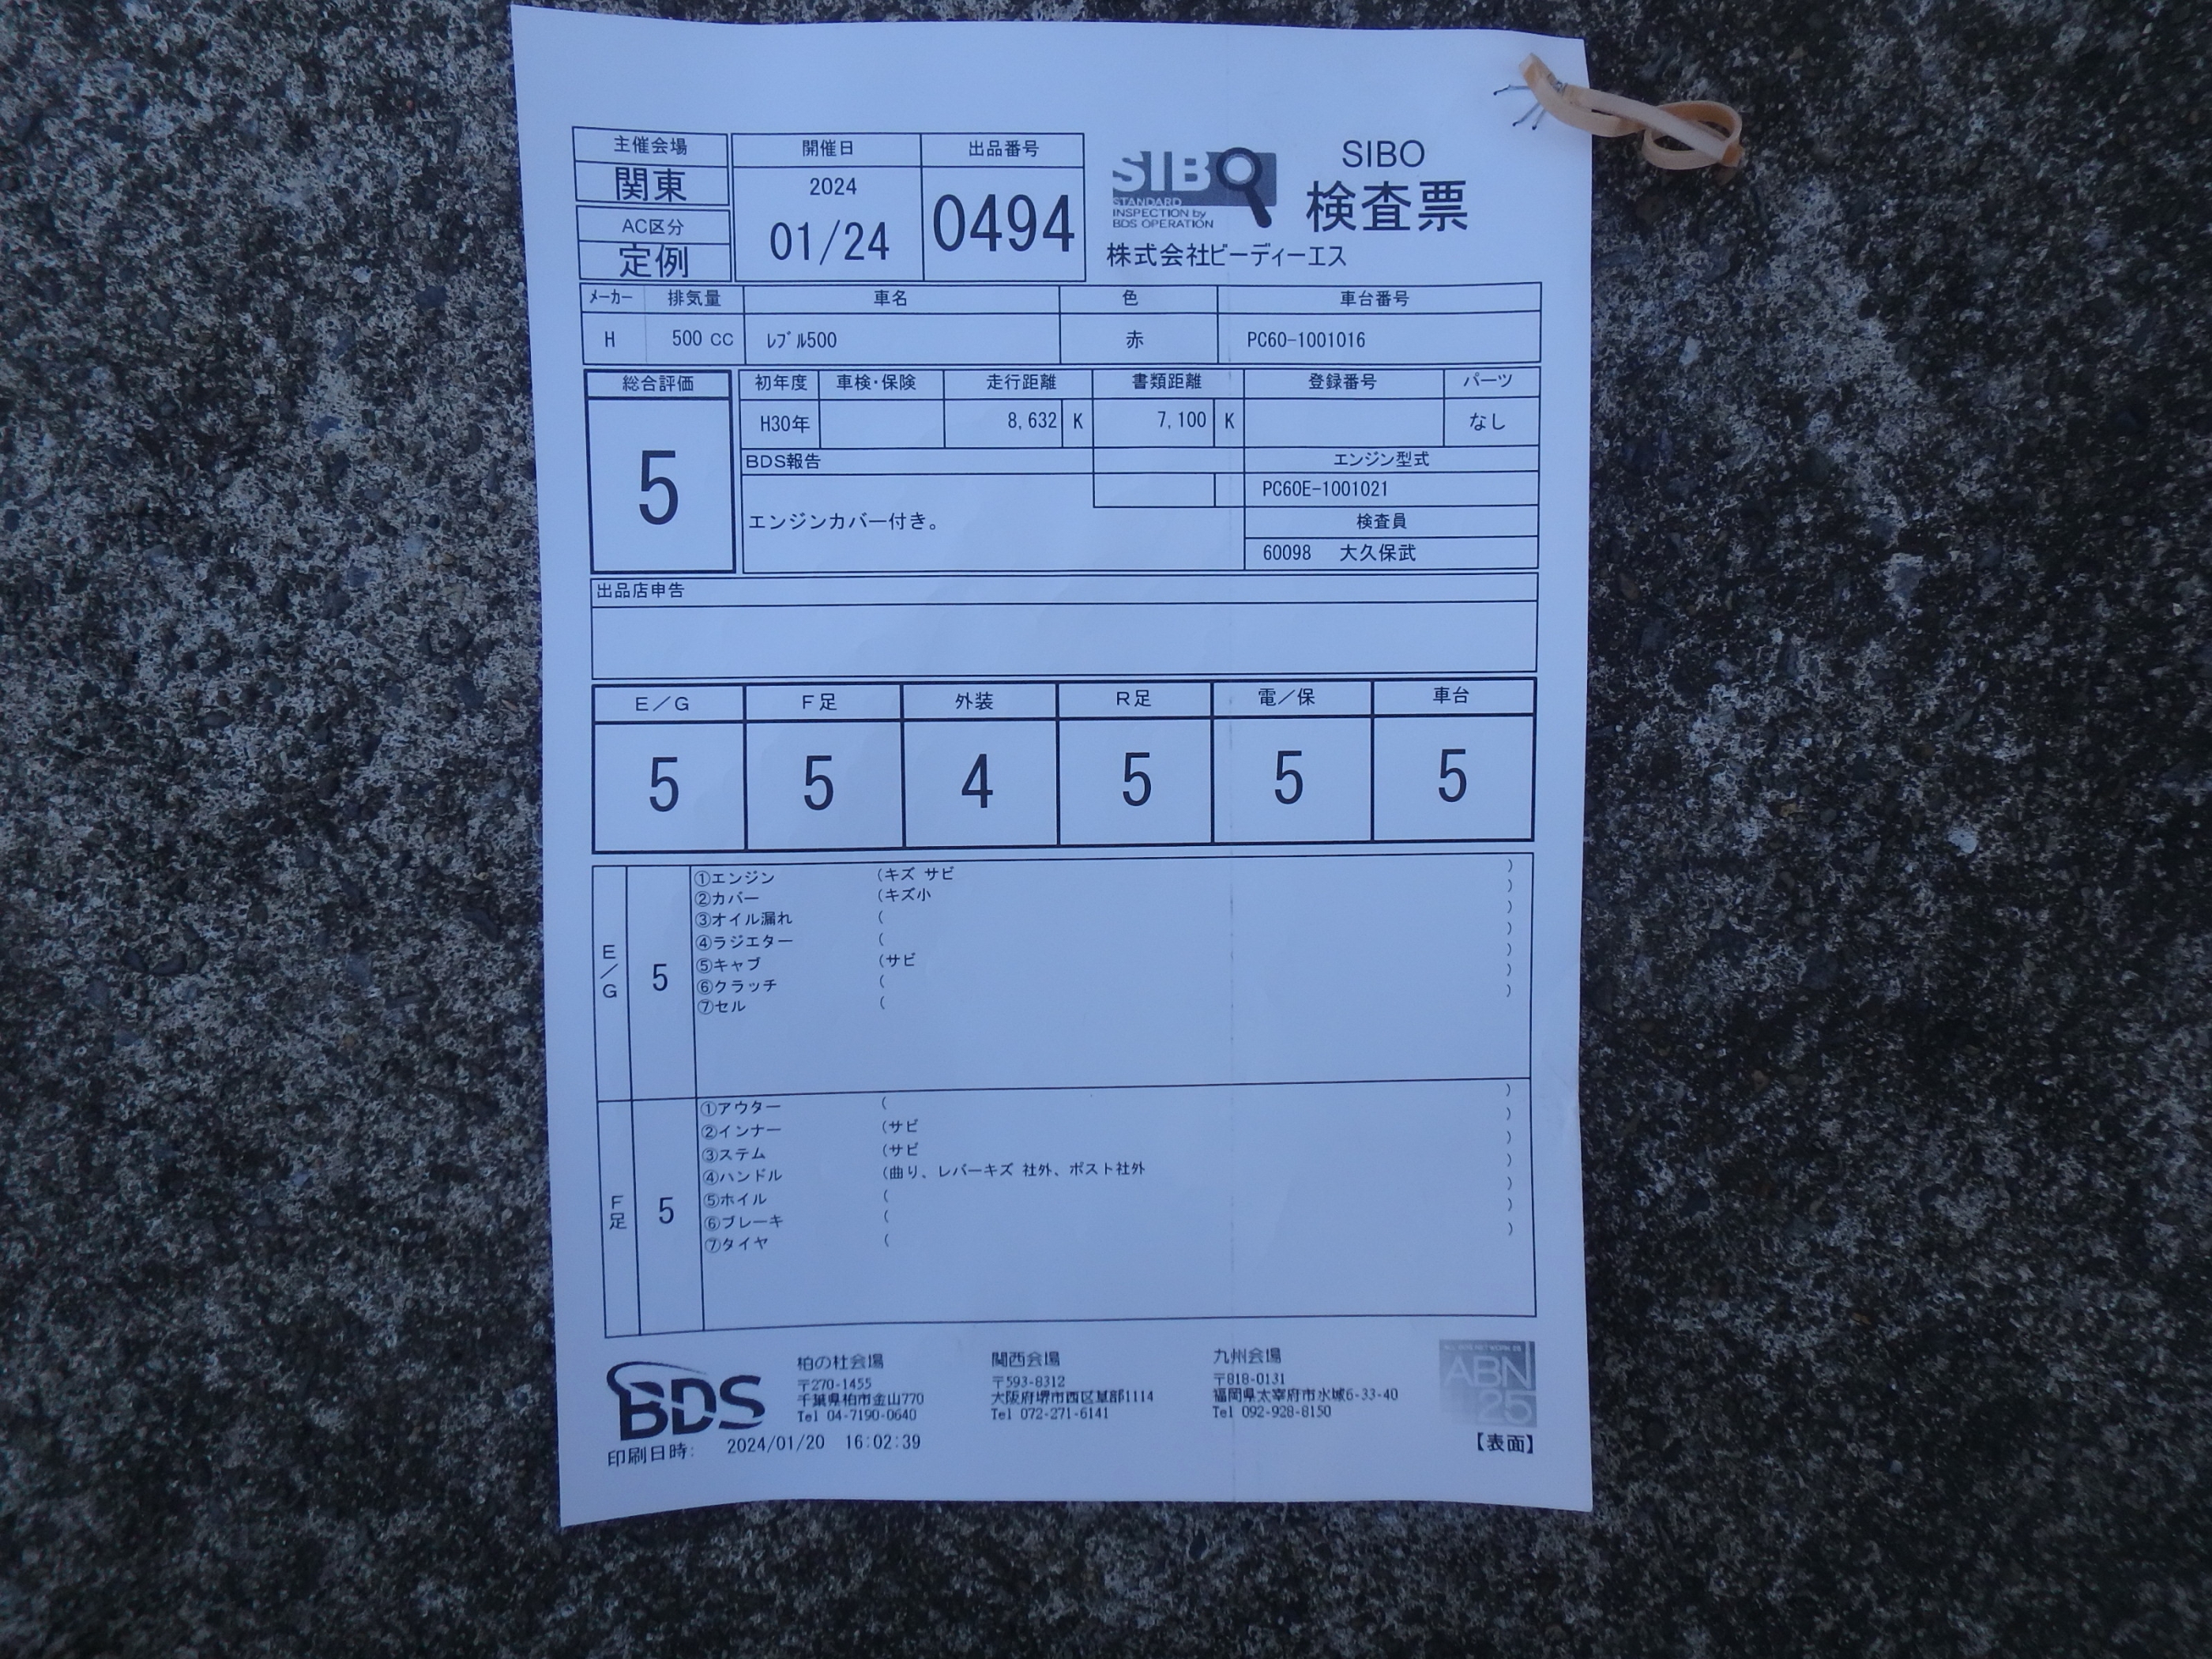 主催会場
関東
AC区分
定例
開催日
2024
01/24
出品番号
0494
SIBO
STANDARD
INSPECTION by
BDS OPERATION
SIBO
検査票
株式会社ビーディーエス
メーカー 排気量 車名 色 車台番号
H 500 CC レブル500 赤 PC60-1001016
総合評価
5
初年度 車検・保険 走行距離 書類距離 登録番号 パーツ
H30年 8,632 K 7,100 K なし
BDS報告 エンジン型式
PC60E-1001021
エンジンカバー付き。
検査員
60098 大久保武
出品店申告
E/G F足 外装 R足 電/保 車台
5 5 4 5 5 5
E/G
5
①エンジン (キズ サビ )
②カバー (キズ小 )
③オイル漏れ ( )
④ラジエター ( )
⑤キャブ (サビ )
⑥クラッチ ( )
⑦セル ( )
F足
5
①アウター ( )
②インナー (サビ )
③ステム (サビ )
④ハンドル (曲り、レバーキズ 社外、ポスト社外 )
⑤ホイル ( )
⑥ブレーキ ( )
⑦タイヤ ( )
BDS
柏の杜会場
〒270-1455
千葉県柏市金山770
Tel 04-7190-0640
関西会場
〒593-8312
大阪府堺市西区草部1114
Tel 072-271-6141
九州会場
〒818-0131
福岡県太宰府市水城6-33-40
Tel 092-928-8150
ABN
25
印刷日時: 2024/01/20 16:02:39
【表面】